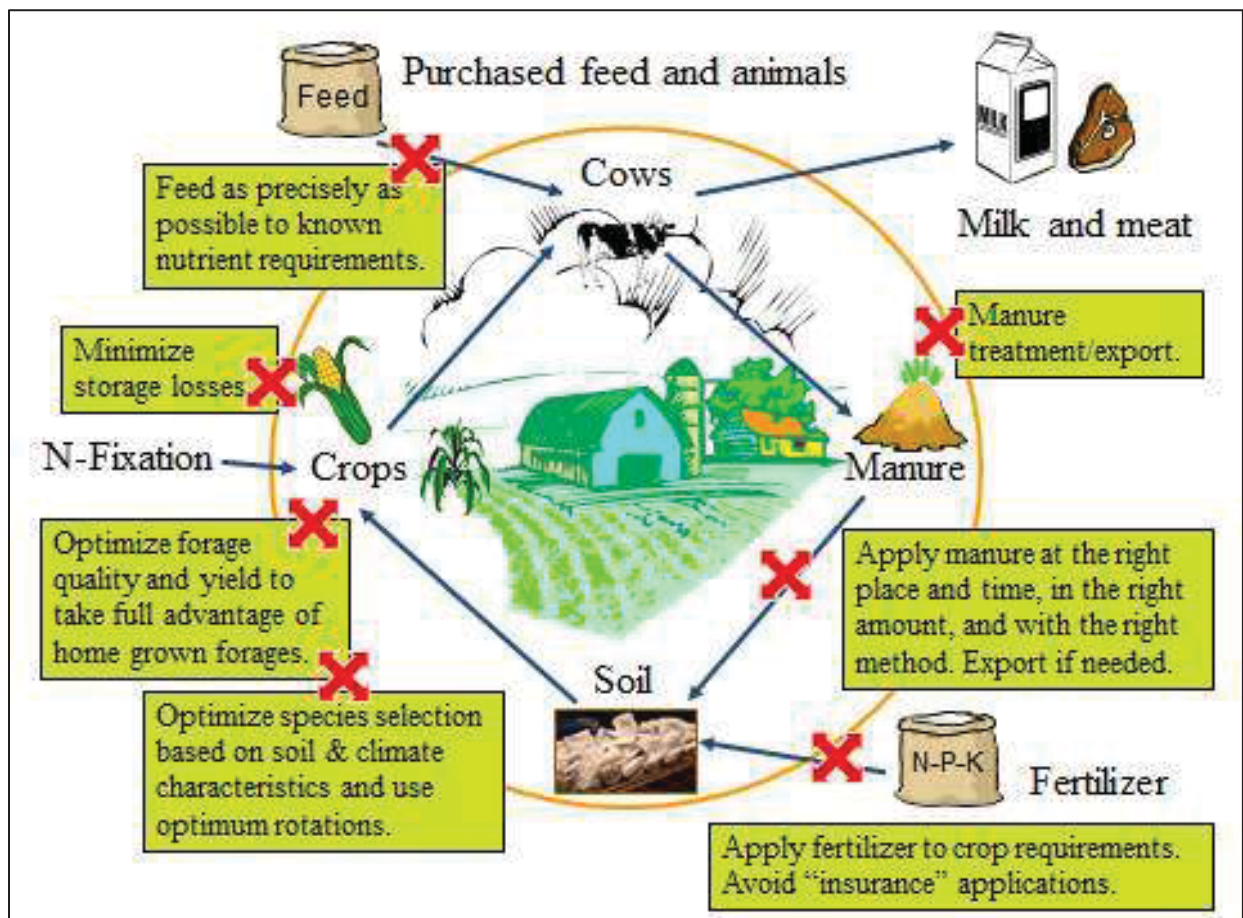 Feed
Purchased feed and animals
MILK
Feed as precisely as
possible to known
nutrient requirements.
Cows
Milk and meat
Minimize
storage losses
Manure
treatment/export.
N-Fixation
Crops
Manure
Optimize forage
quality and yield to
take full advantage of
home grown forages.
Apply manure at the right
place and time, in the right
amount, and with the right
method. Export if needed.
Soil
Optimize species selection
based on soil & climate
characteristics and use
optimum rotations.
N-P-K
Fertilizer
Apply fertilizer to crop requirements.
Avoid “insurance” applications.